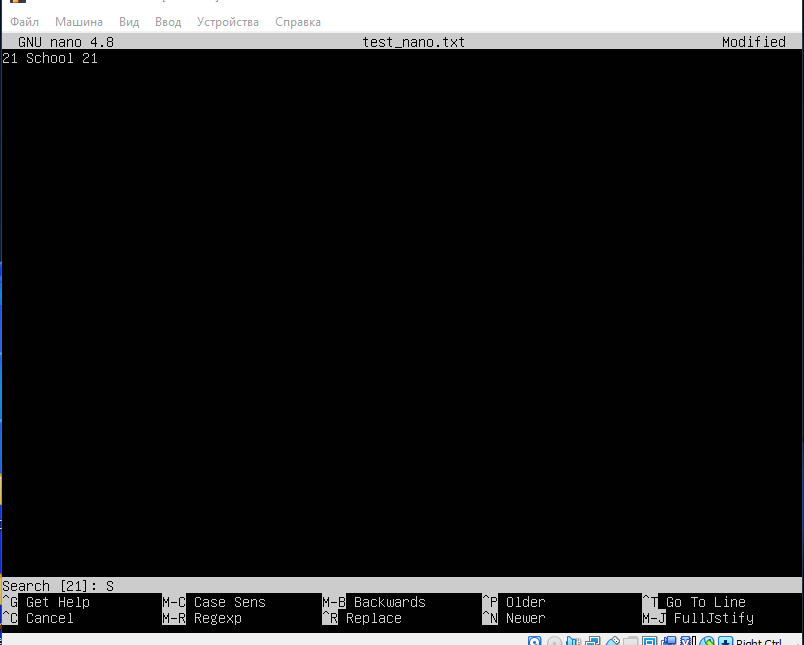 Файл Машина Вид Ввод Устройства Справка
GNU nano 4.8 test_nano.txt Modified
21 School 21
Search [21]: S
^G Get Help M-C Case Sens M-B Backwards ^P Older ^T Go To Line
^C Cancel M-R Regexp ^R Replace ^N Newer M-J FullJstify
Right Ctrl